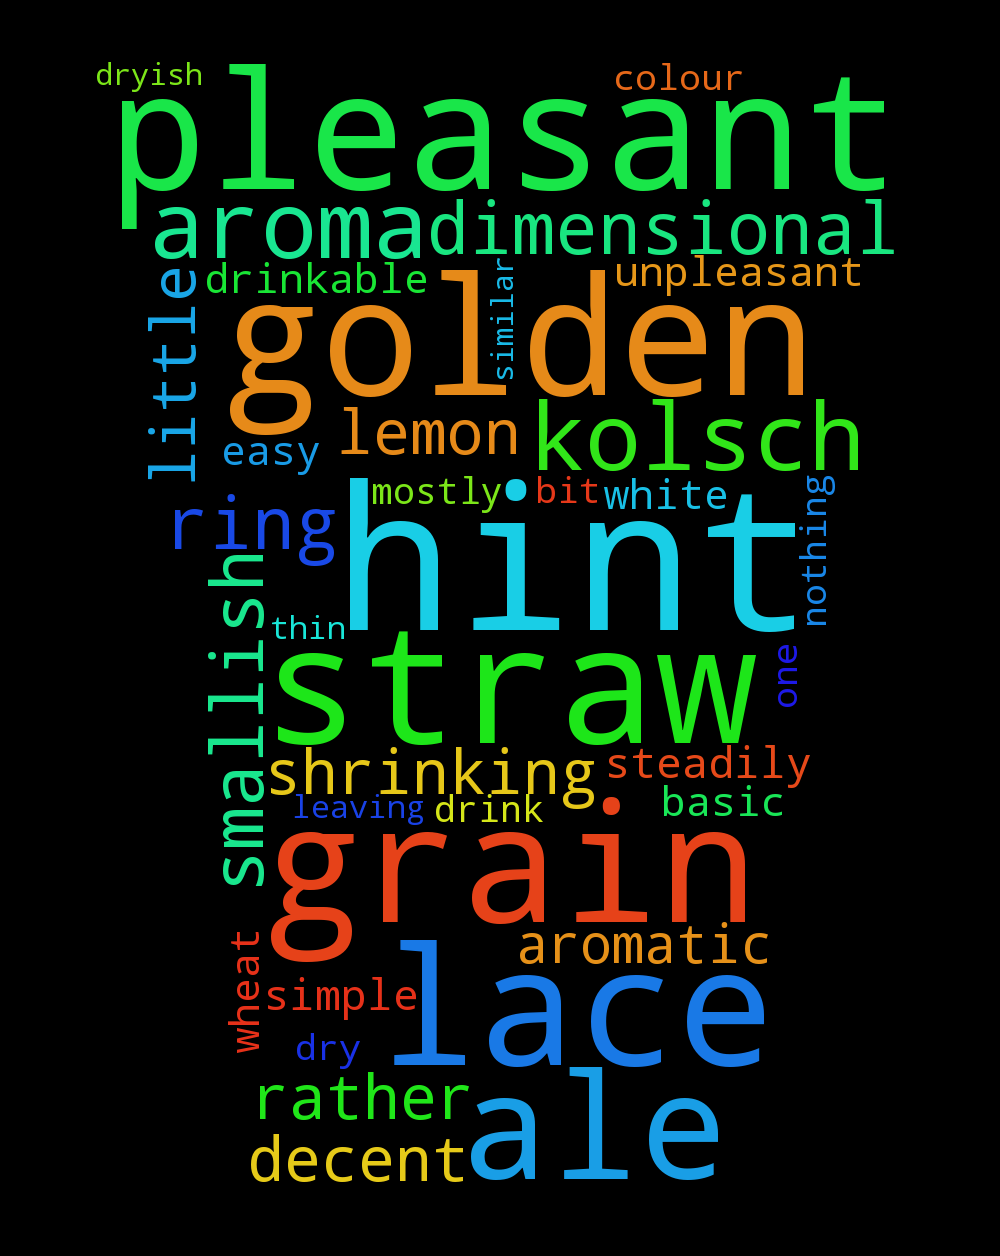 dryish
colour
pleasant
aroma
dimensional
little
drinkable
similar
unpleasant
golden
easy
lemon
kolsch
ring
mostly
bit
white
nothing
hint
smallish
thin
straw
one
shrinking
steadily
leaving
drink
basic
grain
wheat
aromatic
simple
lace
dry
rather
ale
decent